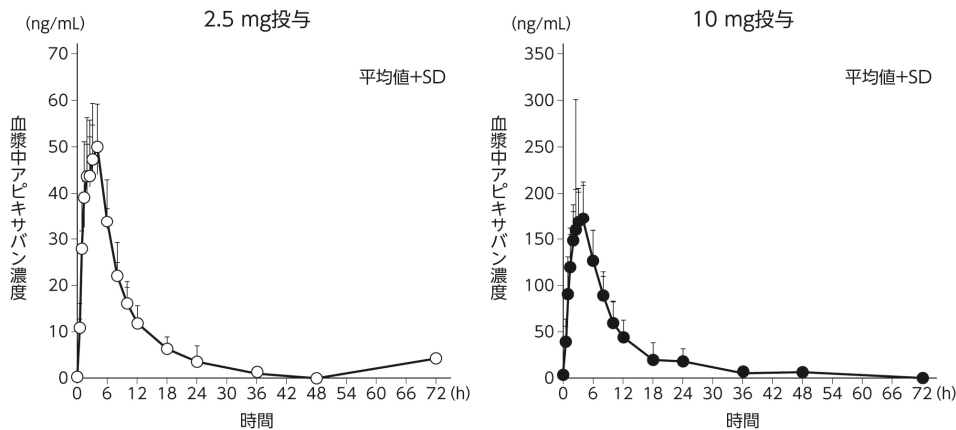 2.5 mg投与
(ng/mL)
平均値+SD
70
60
50
40
30
20
10
0
血漿中アピキサバン濃度
0 6 12 18 24 30 36 42 48 54 60 66 72 (h)
時間
10 mg投与
(ng/mL)
平均値+SD
350
300
250
200
150
100
50
0
血漿中アピキサバン濃度
0 6 12 18 24 30 36 42 48 54 60 66 72 (h)
時間